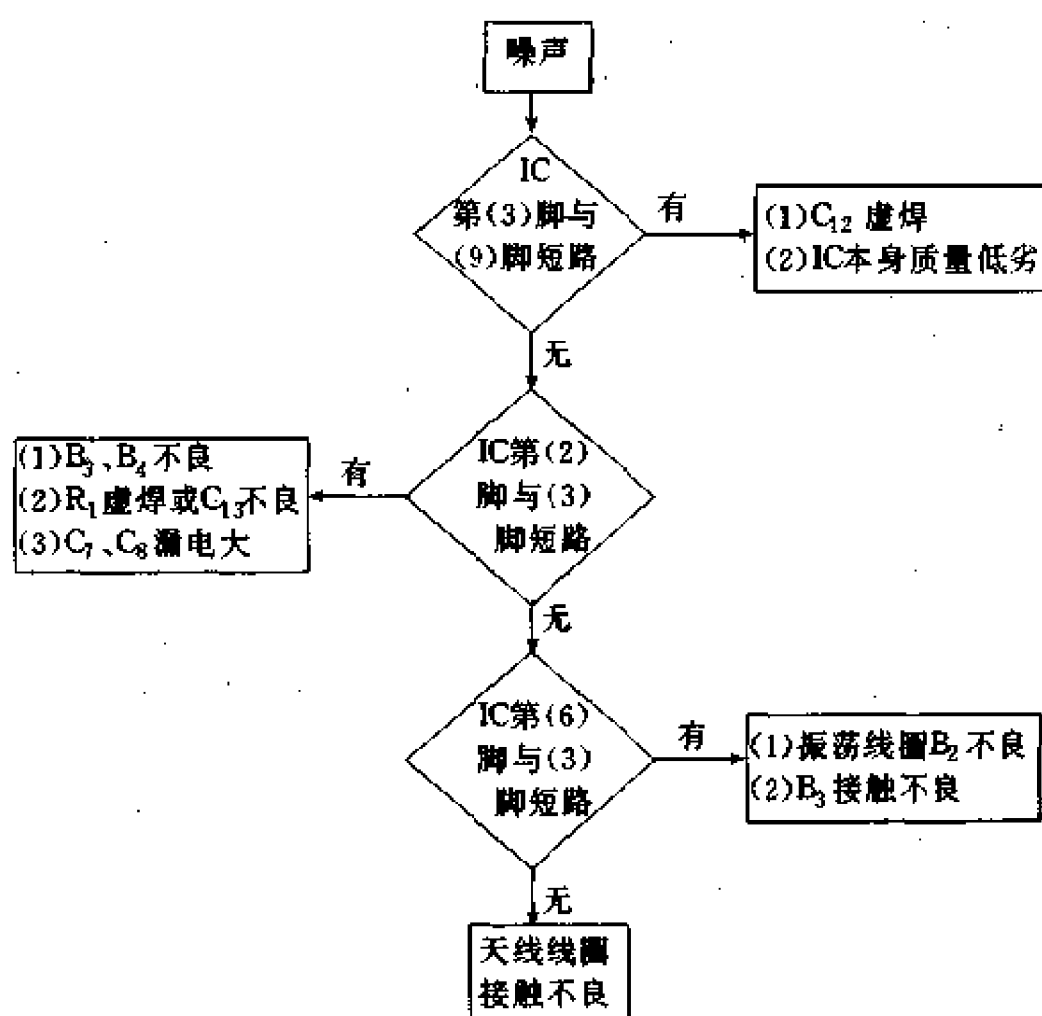 噪声
IC
第(3)脚与
(9)脚短路
有
(1)C₁₂ 虚焊
(2)IC本身质量低劣
无
IC第(2)
脚与(3)
脚短路
有
(1)B₃、B₄ 不良
(2)R₁虚焊或C₁₃不良
(3)C₇、C₈漏电大
无
IC第(6)
脚与(3)
脚短路
有
(1)振荡线圈B₂ 不良
(2)B₃ 接触不良
无
天线线圈
接触不良